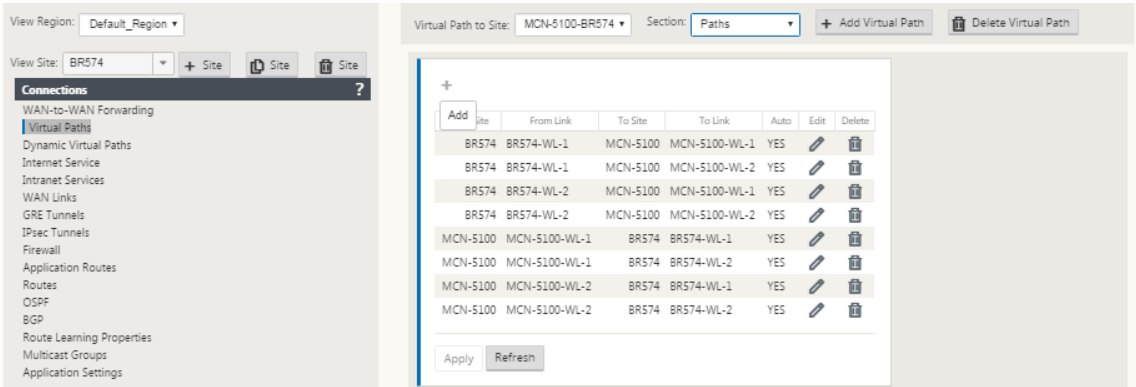 View Region: Default_Region
View Site: BR574 + Site Site Site
Connections ?
WAN-to-WAN Forwarding
Virtual Paths
Dynamic Virtual Paths
Internet Service
Intranet Services
WAN Links
GRE Tunnels
IPsec Tunnels
Firewall
Application Routes
Routes
OSPF
BGP
Route Learning Properties
Multicast Groups
Application Settings
Virtual Path to Site: MCN-5100-BR574 Section: Paths + Add Virtual Path Delete Virtual Path
+
Add
Site From Link To Site To Link Auto Edit Delete
BR574 BR574-WL-1 MCN-5100 MCN-5100-WL-1 YES
BR574 BR574-WL-1 MCN-5100 MCN-5100-WL-2 YES
BR574 BR574-WL-2 MCN-5100 MCN-5100-WL-1 YES
BR574 BR574-WL-2 MCN-5100 MCN-5100-WL-2 YES
MCN-5100 MCN-5100-WL-1 BR574 BR574-WL-1 YES
MCN-5100 MCN-5100-WL-1 BR574 BR574-WL-2 YES
MCN-5100 MCN-5100-WL-2 BR574 BR574-WL-1 YES
MCN-5100 MCN-5100-WL-2 BR574 BR574-WL-2 YES
Apply Refresh